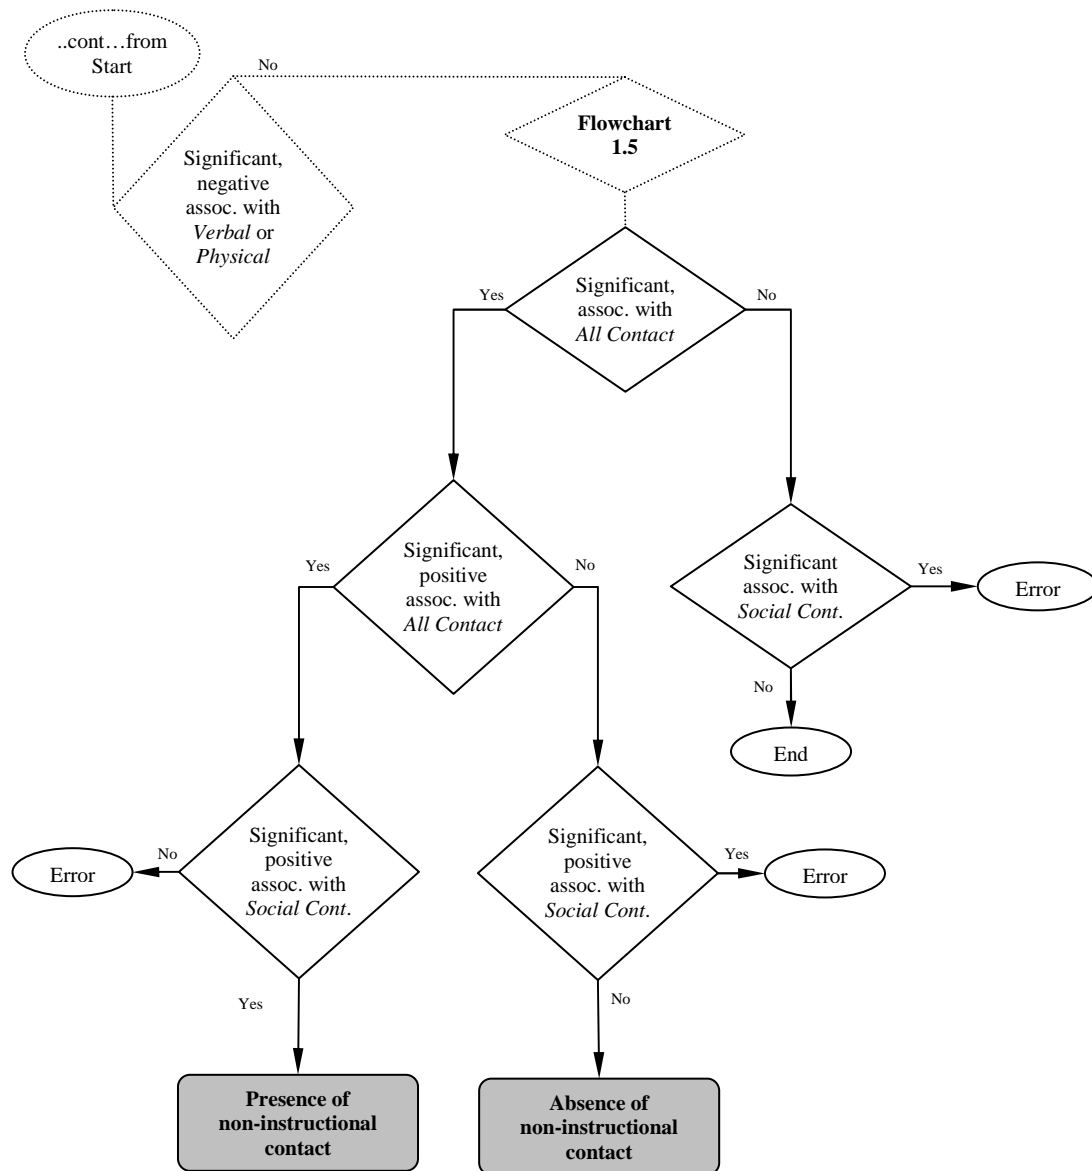 ..cont…from
Start
No
Flowchart
1.5
Significant,
negative
assoc. with
Verbal or
Physical
Yes
Significant,
assoc. with
All Contact
No
Yes
Significant,
positive
assoc. with
All Contact
No
Significant
assoc. with
Social Cont.
Yes
Error
No
End
Error
No
Significant,
positive
assoc. with
Social Cont.
Significant,
positive
assoc. with
Social Cont.
Yes
Error
Yes
No
Presence of
non-instructional
contact
Absence of
non-instructional
contact